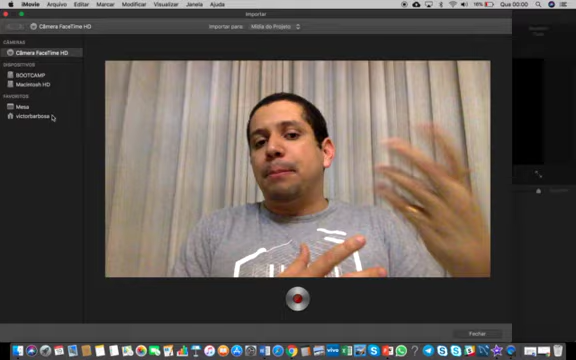 iMovie Arquivo Editar Marcar Modificar Visualizar Janela Ajuda
16% Qua 00:00
Importar
Câmera FaceTime HD
Importar para: Mídia do Projeto
CÂMERAS
Câmera FaceTime HD
DISPOSITIVOS
BOOTCAMP
Macintosh HD
FAVORITOS
Mesa
victorbarbosa
Fechar